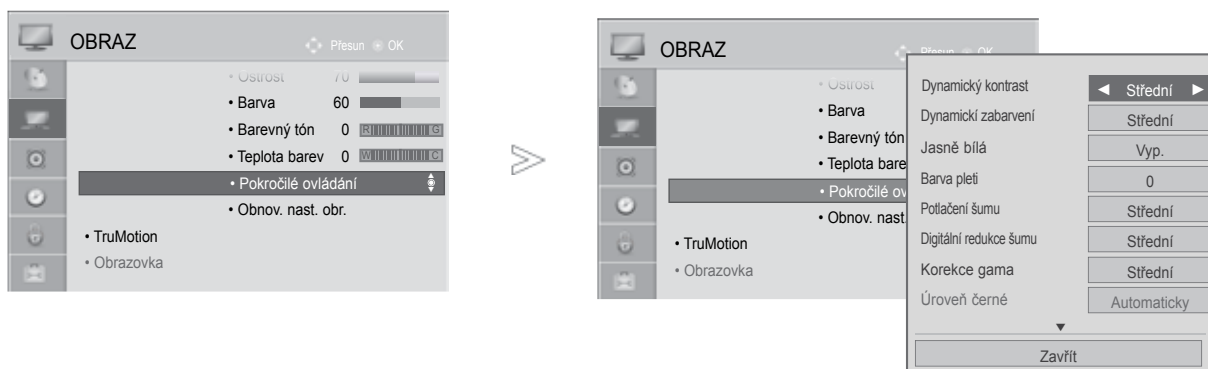 OBRAZ
Přesun OK
• Ostrost 70
• Barva 60
• Barevný tón 0 R G
• Teplota barev 0 W C
• Pokročilé ovládání
• Obnov. nast. obr.
• TruMotion
• Obrazovka
OBRAZ
Přesun OK
• Ostrost
• Barva
• Barevný tón
• Teplota bare
• Pokročilé ov
• Obnov. nast.
• TruMotion
• Obrazovka
Dynamický kontrast ◄ Střední ►
Dynamickí zabarvení Střední
Jasně bílá Vyp.
Barva pleti 0
Potlačení šumu Střední
Digitální redukce šumu Střední
Korekce gama Střední
Úroveň černé Automaticky
▼
Zavřít